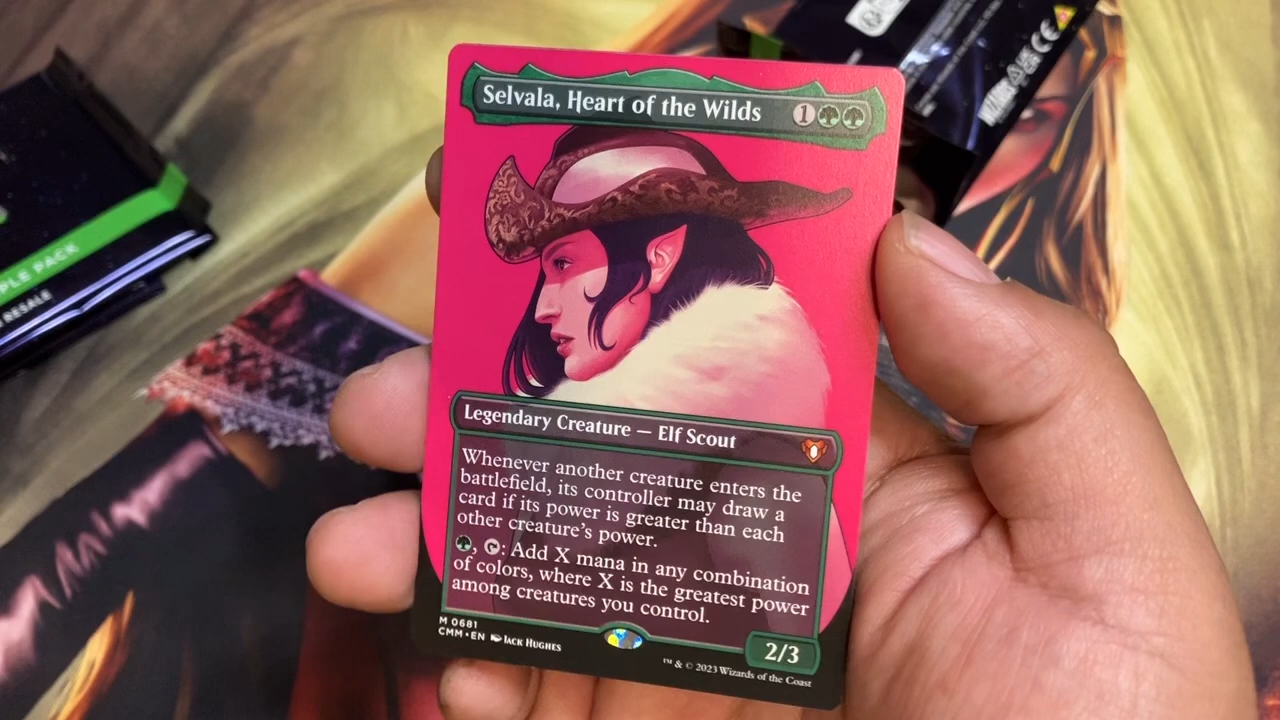 Selvala, Heart of the Wilds 1
Legendary Creature — Elf Scout
Whenever another creature enters the
battlefield, its controller may draw a
card if its power is greater than each
other creature's power.
, : Add X mana in any combination
of colors, where X is the greatest power
among creatures you control.
M 0681
CMM • EN Jack Hughes
2/3
™ & © 2023 Wizards of the Coast
PLE PACK
RESALE
CE